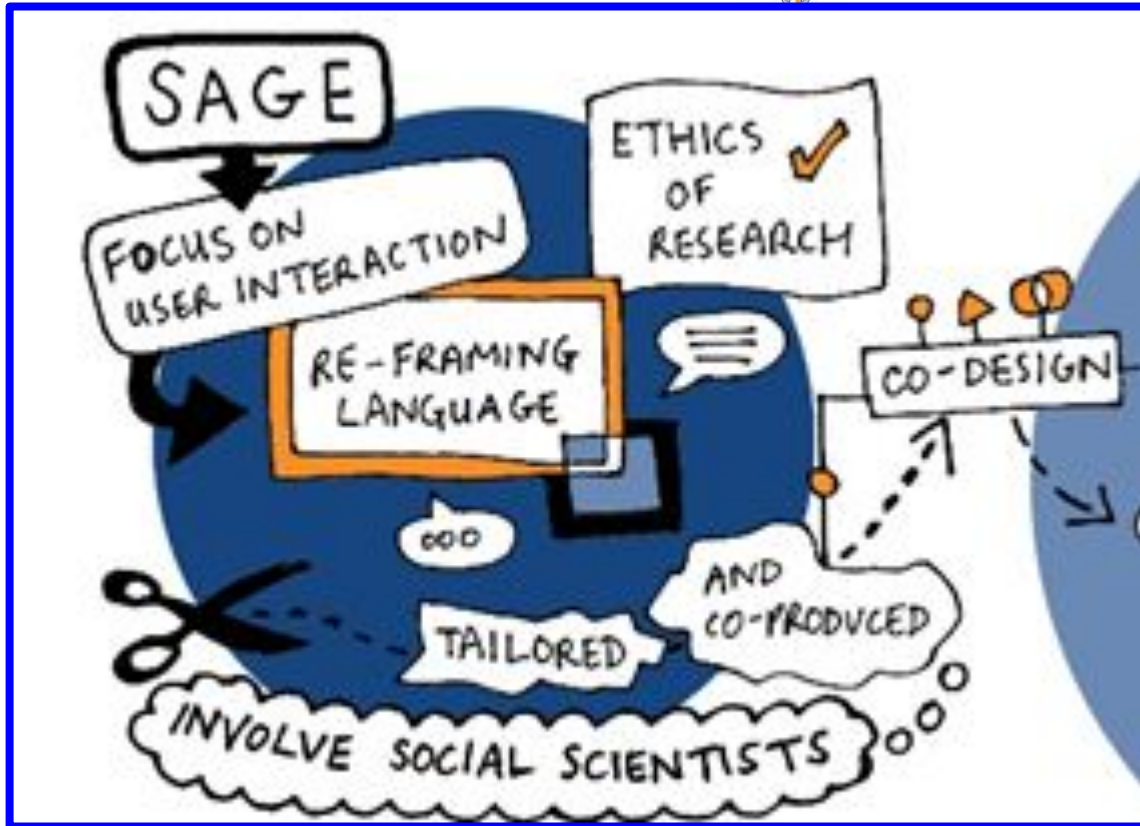 SAGE
FOCUS ON
USER INTERACTION
ETHICS
OF
RESEARCH
RE-FRAMING
LANGUAGE
CO-DESIGN
TAILORED
AND
CO-PRODUCED
INVOLVE SOCIAL SCIENTISTS